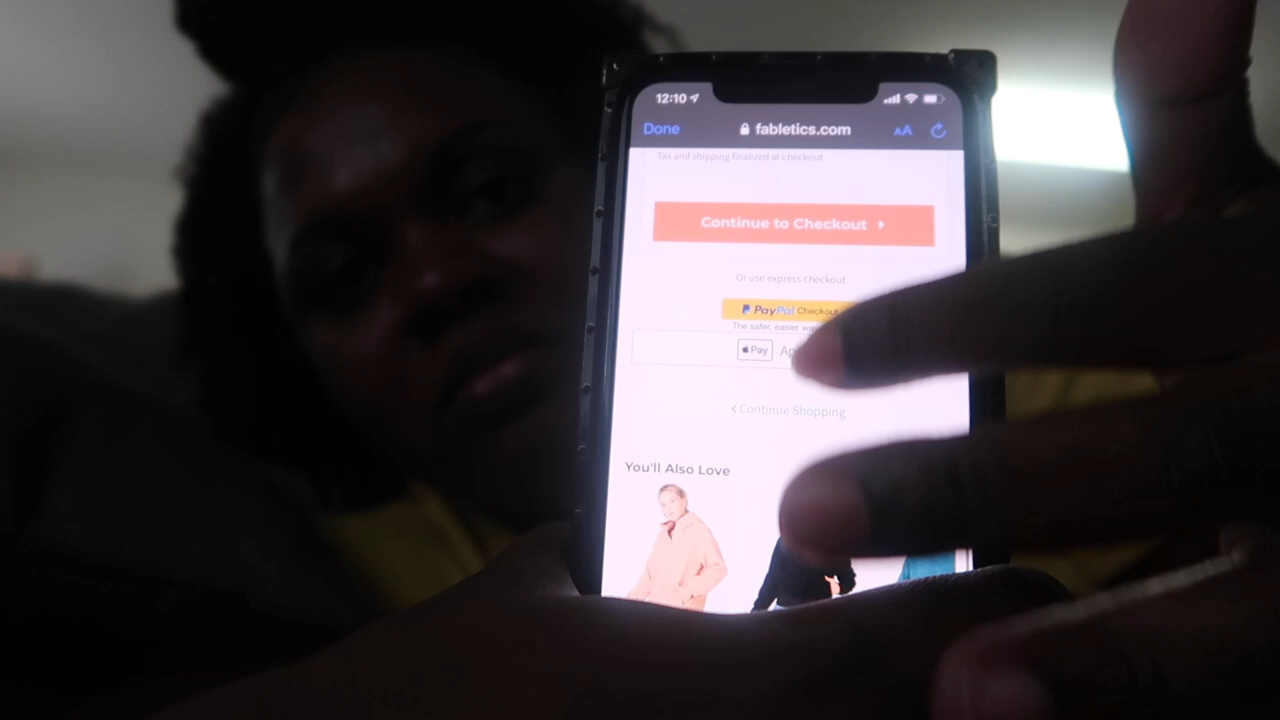 12:10
Done fabletics.com AA
Tax and shipping finalized at checkout
Continue to Checkout
Or use express checkout
PayPal Checkout
The safer, easier
Pay
Continue Shopping
You'll Also Love